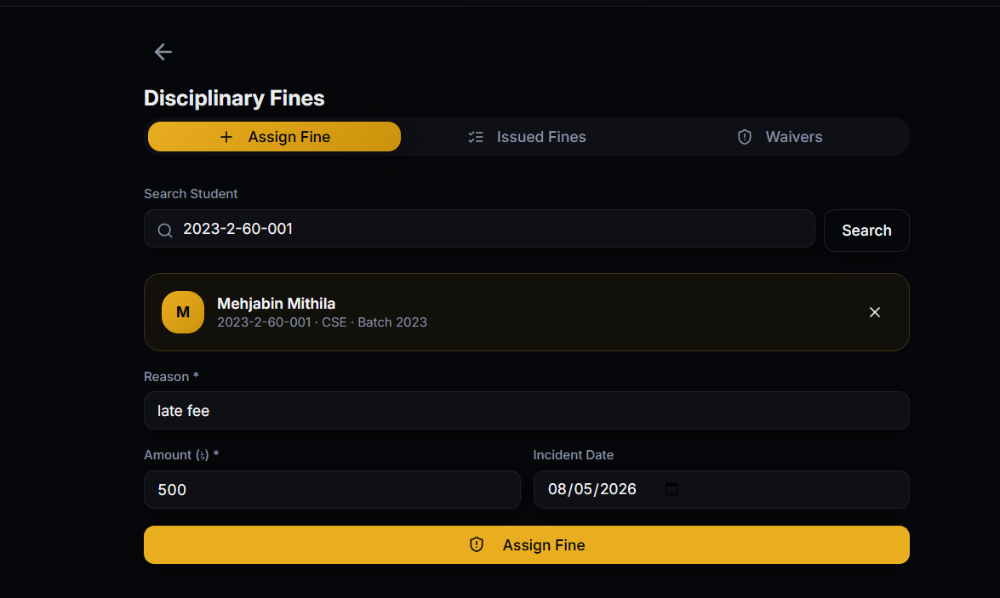 Disciplinary Fines
Assign Fine
Issued Fines
Waivers
Search Student
2023-2-60-001
Search
M
Mehjabin Mithila
2023-2-60-001 · CSE · Batch 2023
Reason *
late fee
Amount (৳) *
Incident Date
500
08/05/2026
Assign Fine